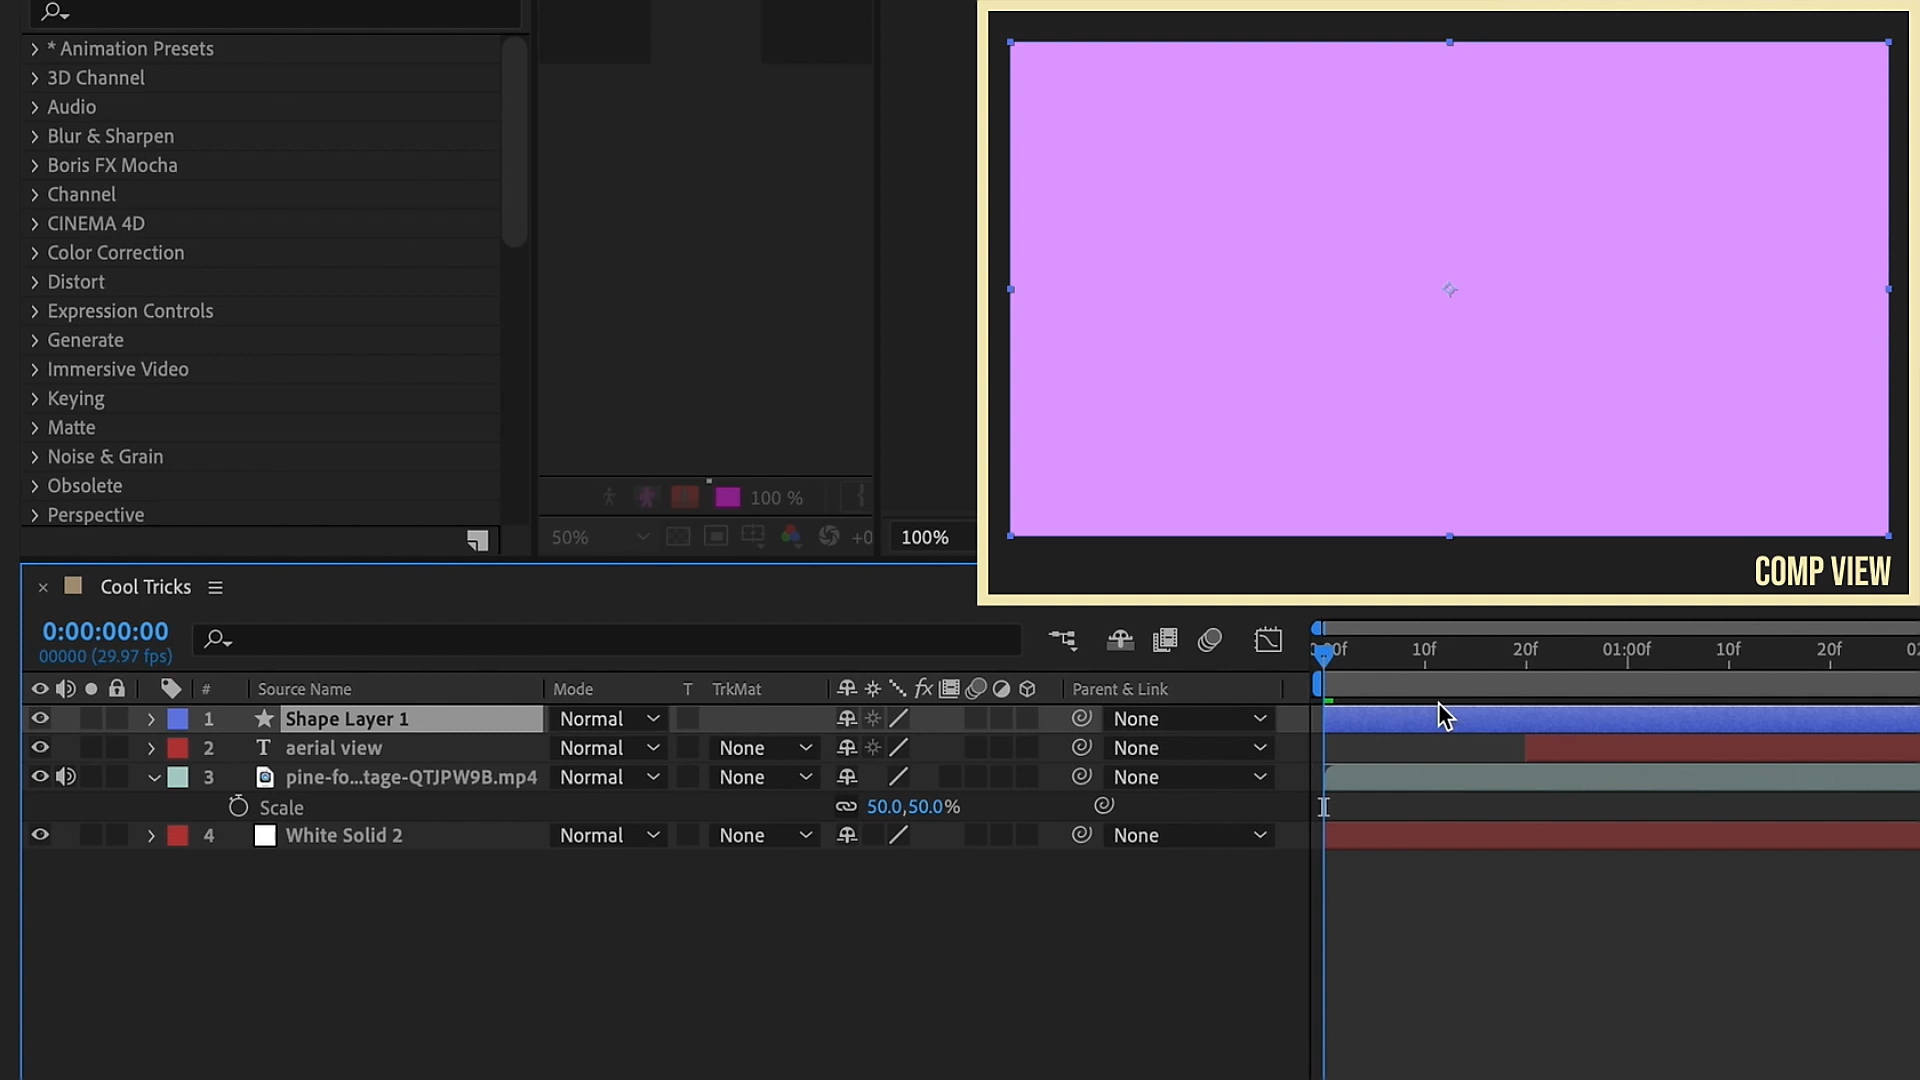 * Animation Presets
3D Channel
Audio
Blur & Sharpen
Boris FX Mocha
Channel
CINEMA 4D
Color Correction
Distort
Expression Controls
Generate
Immersive Video
Keying
Matte
Noise & Grain
Obsolete
Perspective
100 %
50%
+0
100%
COMP VIEW
Cool Tricks
0:00:00:00
00000 (29.97 fps)
10f 20f 01:00f 10f 20f
# Source Name Mode T TrkMat fx Parent & Link
1 Shape Layer 1 Normal None
2 T aerial view Normal None None
3 pine-fo...tage-QTJPW9B.mp4 Normal None None
Scale 50.0,50.0%
4 White Solid 2 Normal None None